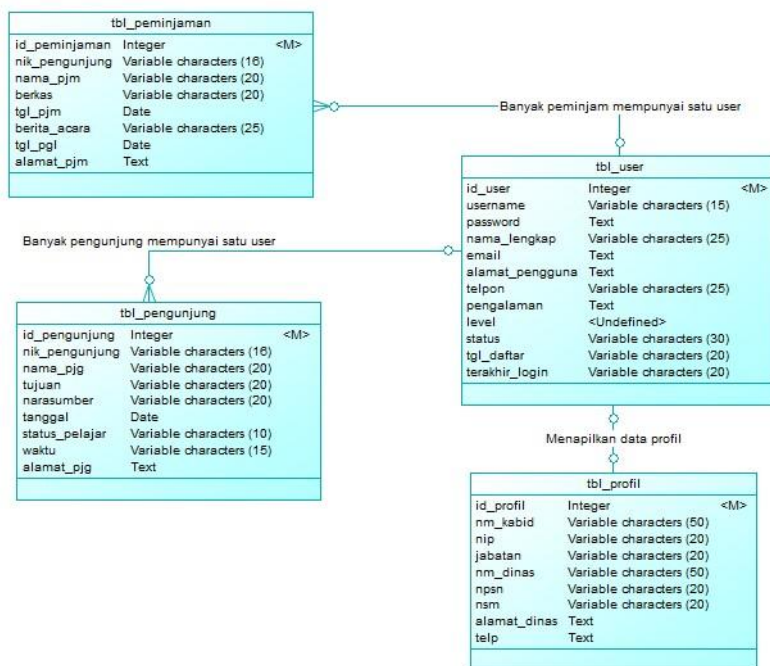 tbl_peminjaman
id_peminjaman Integer <M>
nik_pengunjung Variable characters (16)
nama_pjm Variable characters (20)
berkas Variable characters (20)
tgl_pjm Date
berita_acara Variable characters (25)
tgl_pgl Date
alamat_pjm Text
Banyak peminjam mempunyai satu user
tbl_user
id_user Integer <M>
username Variable characters (15)
password Text
nama_lengkap Variable characters (25)
email Text
alamat_pengguna Text
telpon Variable characters (25)
pengalaman Text
level <Undefined>
status Variable characters (30)
tgl_daftar Variable characters (20)
terakhir_login Variable characters (20)
Banyak pengunjung mempunyai satu user
tbl_pengunjung
id_pengunjung Integer <M>
nik_pengunjung Variable characters (16)
nama_pjg Variable characters (20)
tujuan Variable characters (20)
narasumber Variable characters (20)
tanggal Date
status_pelajar Variable characters (10)
waktu Variable characters (15)
alamat_pjg Text
Menapilkan data profil
tbl_profil
id_profil Integer <M>
nm_kabid Variable characters (50)
nip Variable characters (20)
jabatan Variable characters (20)
nm_dinas Variable characters (50)
npsn Variable characters (20)
nsm Variable characters (20)
alamat_dinas Text
telp Text